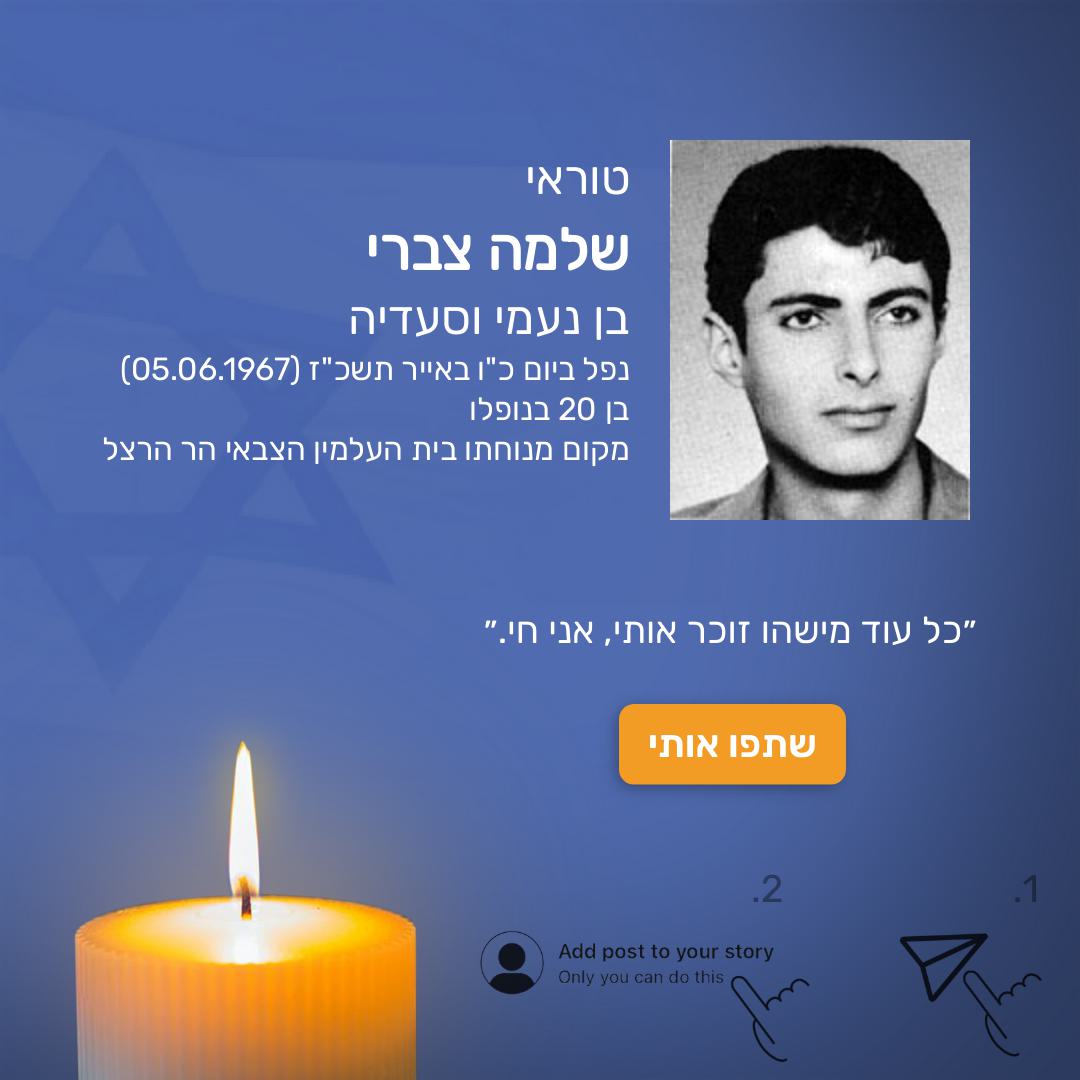 טוראי
שלמה צברי
בן נעמי וסעדיה
נפל ביום כ"ו באייר תשכ"ז (05.06.1967)
בן 20 בנופלו
מקום מנוחתו בית העלמין הצבאי הר הרצל
״כל עוד מישהו זוכר אותי, אני חי.״
שתפו אותי
1.
2.
Add post to your story
Only you can do this